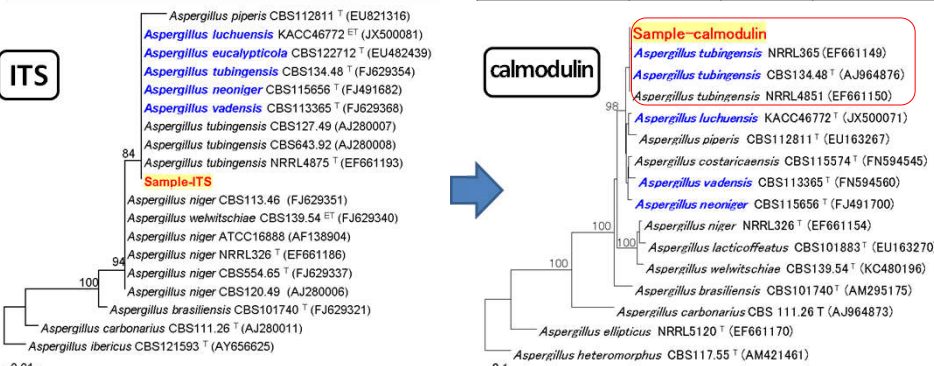 ITS
Aspergillus piperis CBS112811 T (EU821316)
Aspergillus luchuensis KACC46772 ET (JX500081)
Aspergillus eucalypticola CBS122712 T (EU482439)
Aspergillus tubingensis CBS134.48 T (FJ629354)
Aspergillus neoniger CBS115656 T (FJ491682)
Aspergillus vadensis CBS113365 T (FJ629368)
Aspergillus tubingensis CBS127.49 (AJ280007)
Aspergillus tubingensis CBS643.92 (AJ280008)
Aspergillus tubingensis NRRL4875 T (EF661193)
84
Sample-ITS
Aspergillus niger CBS113.46 (FJ629351)
Aspergillus welwitschiae CBS139.54 ET (FJ629340)
Aspergillus niger ATCC16888 (AF138904)
Aspergillus niger NRRL326 T (EF661186)
94
Aspergillus niger CBS554.65 T (FJ629337)
100
Aspergillus niger CBS120.49 (AJ280006)
Aspergillus brasiliensis CBS101740 T (FJ629321)
Aspergillus carbonarius CBS111.26 T (AJ280011)
Aspergillus ibericus CBS121593 T (AY656625)
calmodulin
Sample-calmodulin
Aspergillus tubingensis NRRL365 (EF661149)
Aspergillus tubingensis CBS134.48 T (AJ964876)
Aspergillus tubingensis NRRL4851 (EF661150)
98
Aspergillus luchuensis KACC46772 T (JX500071)
Aspergillus piperis CBS112811 T (EU163267)
Aspergillus costaricaensis CBS115574 T (FN594545)
Aspergillus vadensis CBS113365 T (FN594560)
Aspergillus neoniger CBS115656 T (FJ491700)
100
Aspergillus niger NRRL326 T (EF661154)
100
Aspergillus lacticoffeatus CBS101883 T (EU163270)
100
Aspergillus welwitschiae CBS139.54 T (KC480196)
Aspergillus brasiliensis CBS101740 T (AM295175)
Aspergillus carbonarius CBS 111.26 T (AJ964873)
Aspergillus ellipticus NRRL5120 T (EF661170)
Aspergillus heteromorphus CBS117.55 T (AM421461)